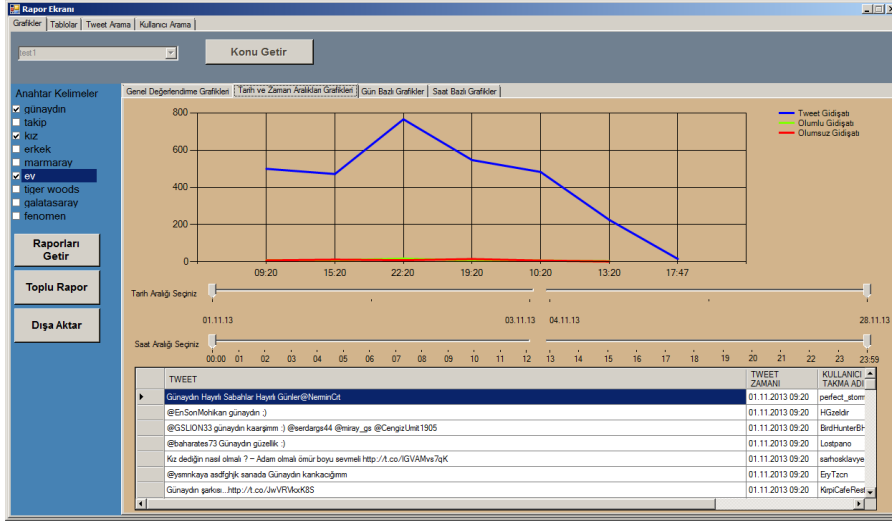 Rapor Ekranı
Grafikler Tablolar Tweet Arama Kullanıcı Arama
test1
Konu Getir
Anahtar Kelimeler
günaydın
takip
kız
erkek
marmaray
ev
tiger woods
galatasaray
fenomen
Raporları Getir
Toplu Rapor
Dışa Aktar
Genel Değerlendirme Grafikleri Tarih ve Zaman Aralıkları Grafikleri Gün Bazlı Grafikler Saat Bazlı Grafikler
800
600
400
200
0
09:20 15:20 22:20 19:20 10:20 13:20 17:47
Tweet Gidişatı
Olumlu Gidişatı
Olumsuz Gidişatı
Tarih Aralığı Seçiniz
01.11.13 03.11.13 04.11.13 28.11.13
Saat Aralığı Seçiniz
00:00 01 02 03 04 05 06 07 08 09 10 11 12 13 14 15 16 17 18 19 20 21 22 23 23:59
TWEET TWEET ZAMANI KULLANICI TAKMA ADI
Günaydın Hayırlı Sabahlar Hayırlı Günler@NerminCit 01.11.2013 09:20 perfect_storm
@EnSonMohikan günaydın :) 01.11.2013 09:20 HGzeldir
@GSLION33 günaydın kaarşimm :) @serdargs44 @miray_gs @CengizUmit1905 01.11.2013 09:20 BirdHunterBH
@baharates73 Günaydın güzellik :) 01.11.2013 09:20 Lostpano
Kız dediğin nasıl olmalı ? – Adam olmalı ömür boyu sevmeli http://t.co/IGVAMvs7qK 01.11.2013 09:20 sarhosklavye
@ysmnkaya asdfghjk sanada Günaydın kankacığımm 01.11.2013 09:20 EryTzcn
Günaydın şarkısı...http://t.co/JwVRVkxK8S 01.11.2013 09:20 KirpiCafeRest